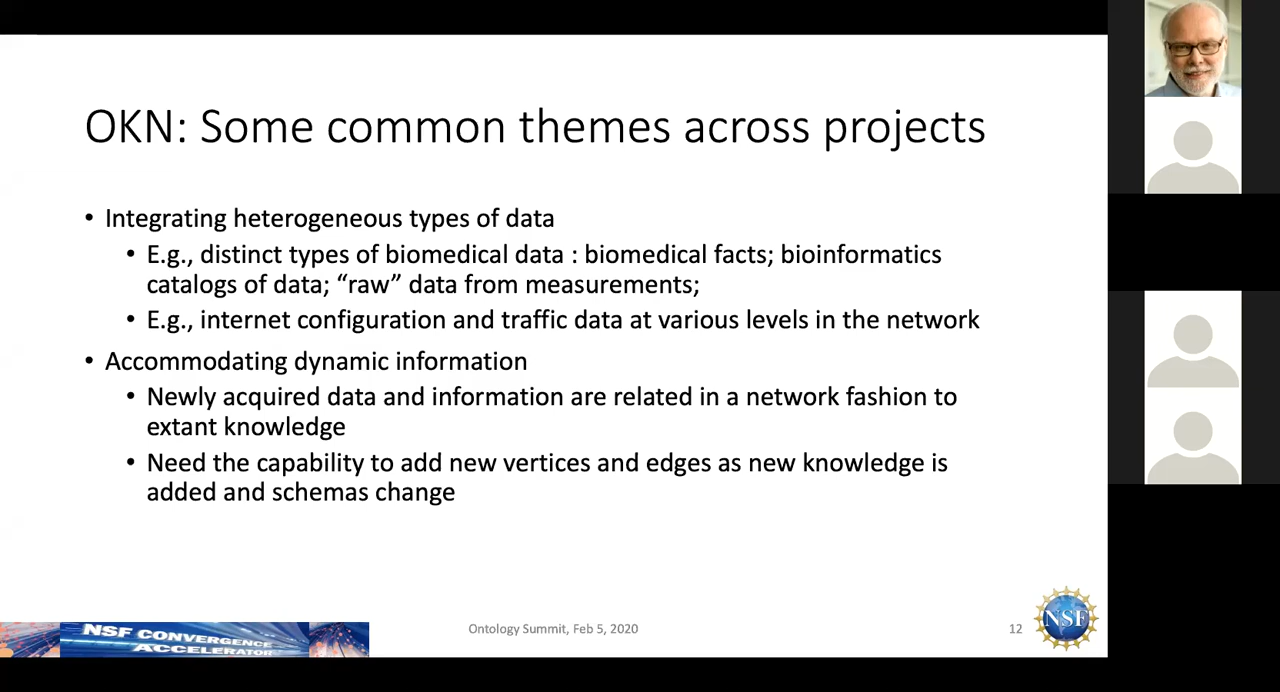 OKN: Some common themes across projects
• Integrating heterogeneous types of data
• E.g., distinct types of biomedical data : biomedical facts; bioinformatics
catalogs of data; “raw” data from measurements;
• E.g., internet configuration and traffic data at various levels in the network
• Accommodating dynamic information
• Newly acquired data and information are related in a network fashion to
extant knowledge
• Need the capability to add new vertices and edges as new knowledge is
added and schemas change
NSF CONVERGENCE
ACCELERATOR
Ontology Summit, Feb 5, 2020
12
NSF